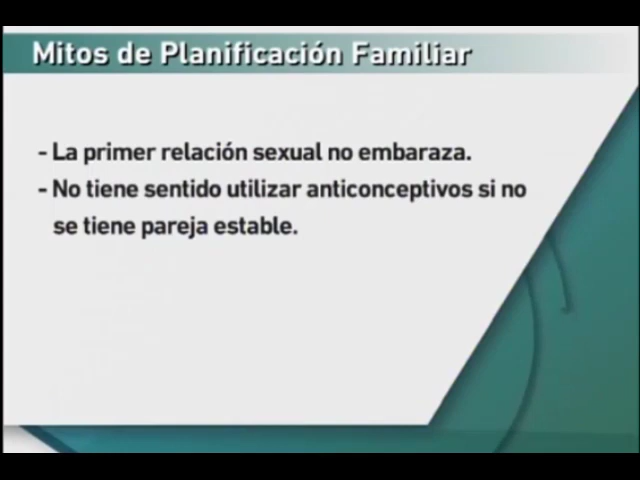 Mitos de Planificación Familiar
- La primer relación sexual no embaraza.
- No tiene sentido utilizar anticonceptivos si no
se tiene pareja estable.